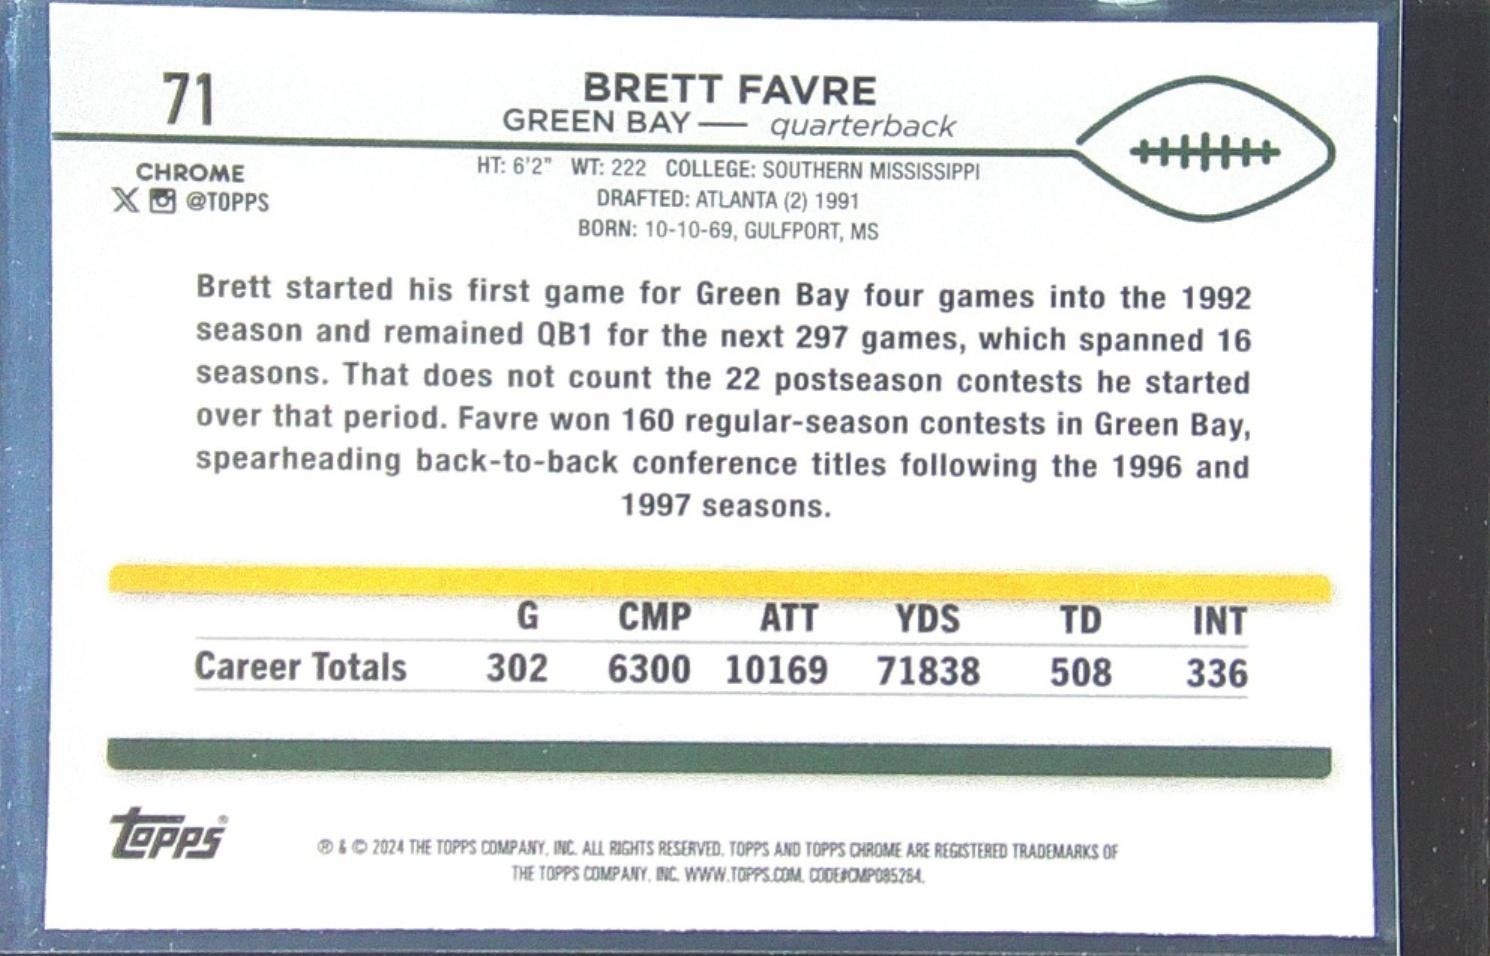 71
BRETT FAVRE
GREEN BAY — quarterback
CHROME
HT: 6'2" WT: 222 COLLEGE: SOUTHERN MISSISSIPPI
@TOPPS
DRAFTED: ATLANTA (2) 1991
BORN: 10-10-69, GULFPORT, MS
Brett started his first game for Green Bay four games into the 1992
season and remained QB1 for the next 297 games, which spanned 16
seasons. That does not count the 22 postseason contests he started
over that period. Favre won 160 regular-season contests in Green Bay,
spearheading back-to-back conference titles following the 1996 and
1997 seasons.
G CMP ATT YDS TD INT
Career Totals 302 6300 10169 71838 508 336
Topps®
® & © 2024 THE TOPPS COMPANY, INC. ALL RIGHTS RESERVED. TOPPS AND TOPPS CHROME ARE REGISTERED TRADEMARKS OF
THE TOPPS COMPANY, INC. WWW.TOPPS.COM. CODE#CMP085264.